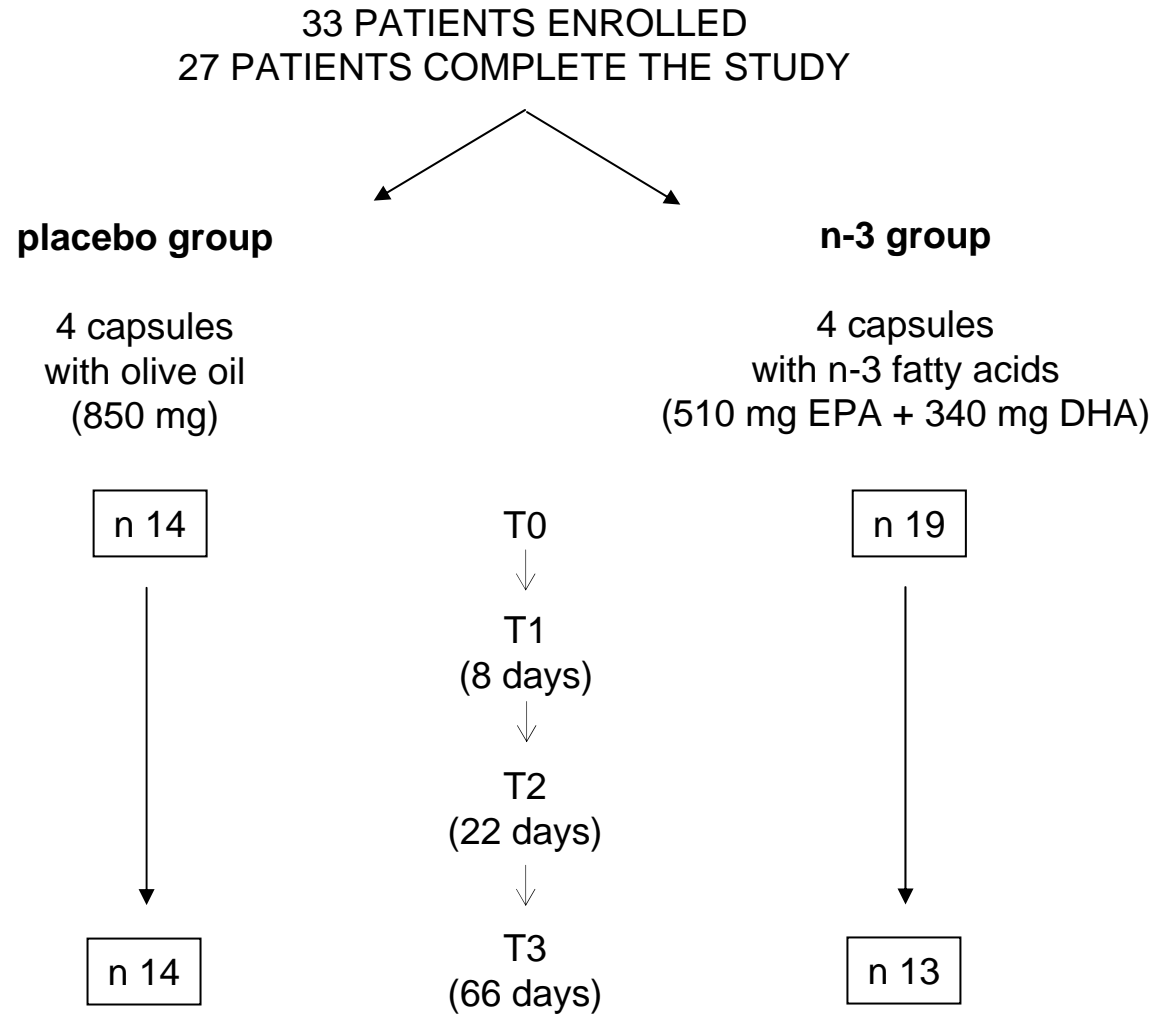 33 PATIENTS ENROLLED
27 PATIENTS COMPLETE THE STUDY
placebo group
4 capsules
with olive oil
(850 mg)
n-3 group
4 capsules
with n-3 fatty acids
(510 mg EPA + 340 mg DHA)
n 14
T0
n 19
T1
(8 days)
T2
(22 days)
n 14
T3
(66 days)
n 13